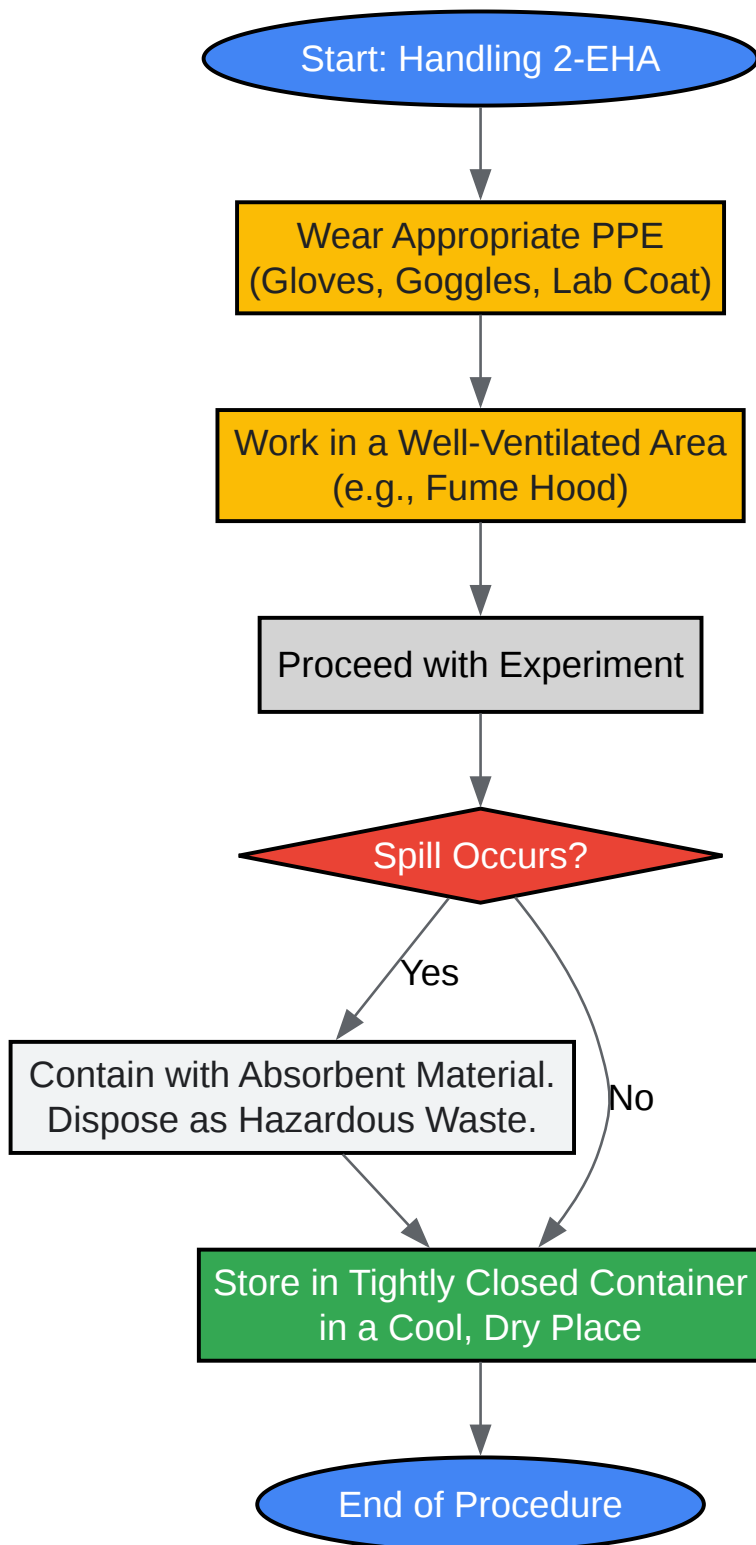 Start: Handling 2-EHA
Wear Appropriate PPE
(Gloves, Goggles, Lab Coat)
Work in a Well-Ventilated Area
(e.g., Fume Hood)
Proceed with Experiment
Spill Occurs?
Yes
Contain with Absorbent Material.
Dispose as Hazardous Waste.
No
Store in Tightly Closed Container
in a Cool, Dry Place
End of Procedure